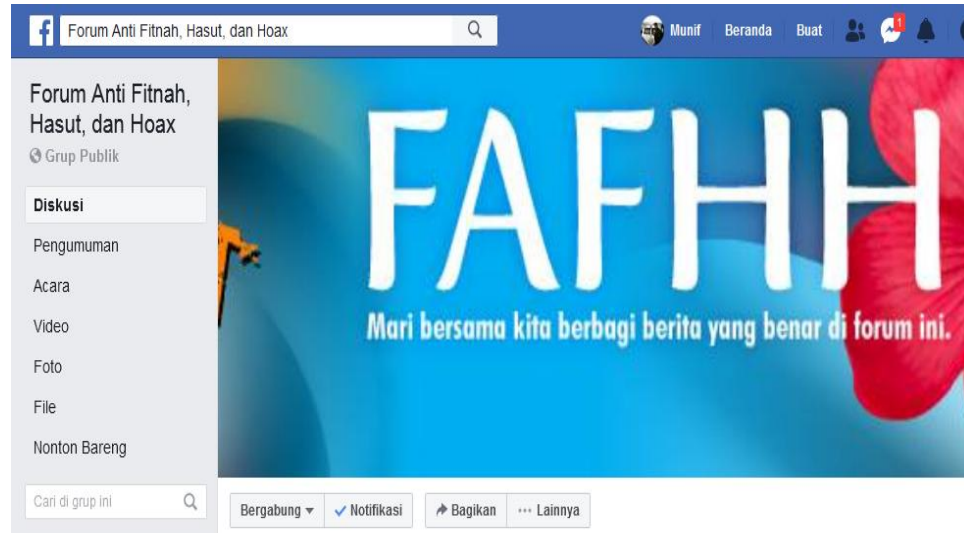 Forum Anti Fitnah, Hasut, dan Hoax
Munif Beranda Buat 1
Forum Anti Fitnah,
Hasut, dan Hoax
Grup Publik
Diskusi
Pengumuman
Acara
Video
Foto
File
Nonton Bareng
Cari di grup ini
FAFHH
Mari bersama kita berbagi berita yang benar di forum ini.
Bergabung Notifikasi Bagikan ... Lainnya